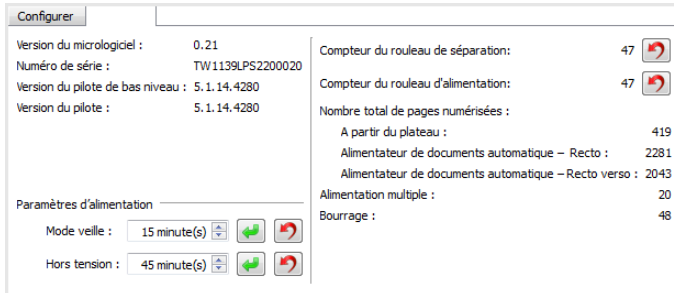 Configurer
Version du micrologiciel : 0.21
Numéro de série : TW1139LPS2200020
Version du pilote de bas niveau : 5.1.14.4280
Version du pilote : 5.1.14.4280
Paramètres d'alimentation
Mode veille : 15 minute(s)
Hors tension : 45 minute(s)
Compteur du rouleau de séparation: 47
Compteur du rouleau d'alimentation: 47
Nombre total de pages numérisées :
A partir du plateau : 419
Alimentateur de documents automatique – Recto : 2281
Alimentateur de documents automatique – Recto verso : 2043
Alimentation multiple : 20
Bourrage : 48